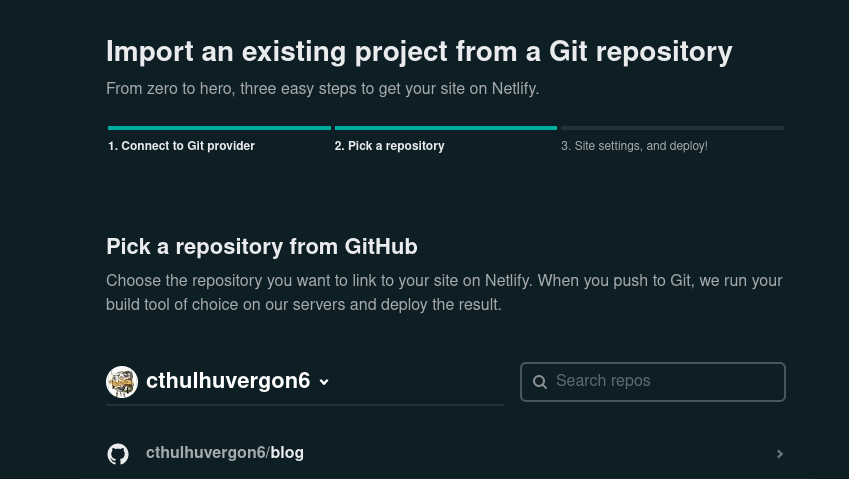 Import an existing project from a Git repository
From zero to hero, three easy steps to get your site on Netlify.
1. Connect to Git provider
2. Pick a repository
3. Site settings, and deploy!
Pick a repository from GitHub
Choose the repository you want to link to your site on Netlify. When you push to Git, we run your
build tool of choice on our servers and deploy the result.
cthulhuvergon6
Search repos
cthulhuvergon6/blog